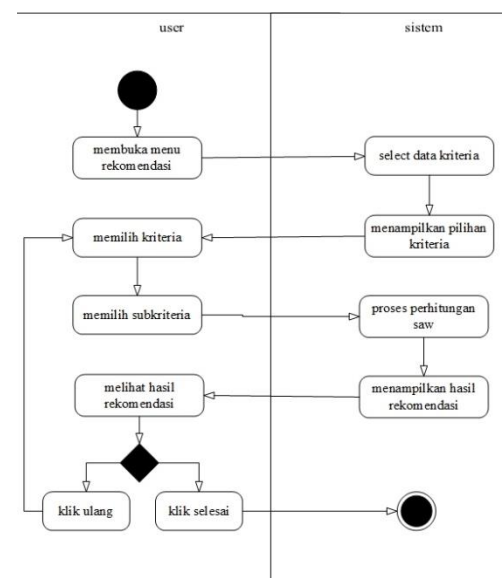 user
sistem
membuka menu
rekomendasi
select data kriteria
menampilkan pilihan
kriteria
memilih kriteria
memilih subkriteria
proses perhitungan
saw
menampilkan hasil
rekomendasi
melihat hasil
rekomendasi
klik ulang
klik selesai